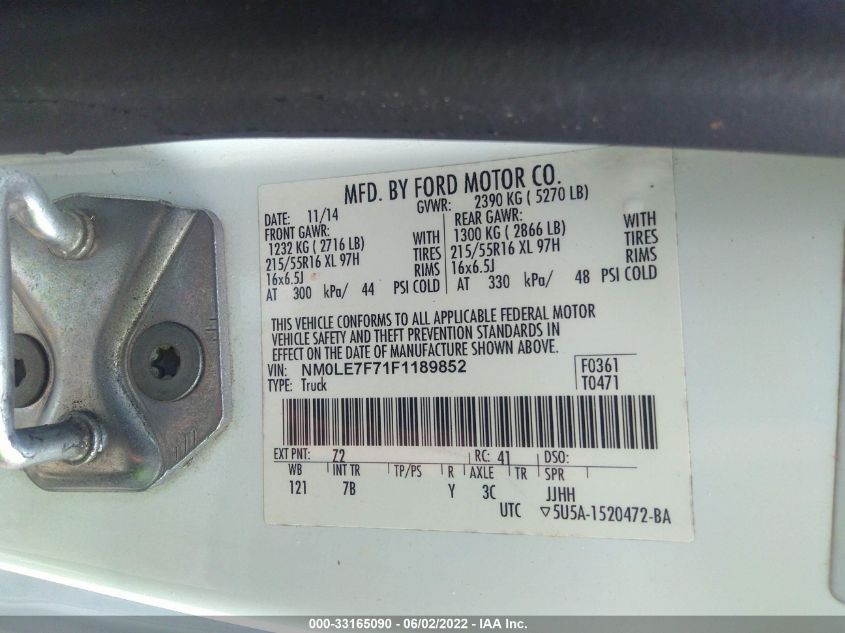 MFD. BY FORD MOTOR CO.
DATE: 11/14 GVWR: 2390 KG ( 5270 LB)
FRONT GAWR: REAR GAWR:
1232 KG ( 2716 LB) WITH 1300 KG ( 2866 LB) WITH
215/55R16 XL 97H TIRES 215/55R16 XL 97H TIRES
16x6.5J RIMS 16x6.5J RIMS
AT 300 kPa/ 44 PSI COLD AT 330 kPa/ 48 PSI COLD
THIS VEHICLE CONFORMS TO ALL APPLICABLE FEDERAL MOTOR
VEHICLE SAFETY AND THEFT PREVENTION STANDARDS IN
EFFECT ON THE DATE OF MANUFACTURE SHOWN ABOVE.
VIN: NM0LE7F71F1189852 F0361
TYPE: Truck T0471
EXT PNT: Z2 RC: 41 DSO:
WB INT TR TP/PS R AXLE TR SPR
121 7B Y 3C JJHH
UTC ▽5U5A-1520472-BA
000-33165090 - 06/02/2022 - IAA Inc.